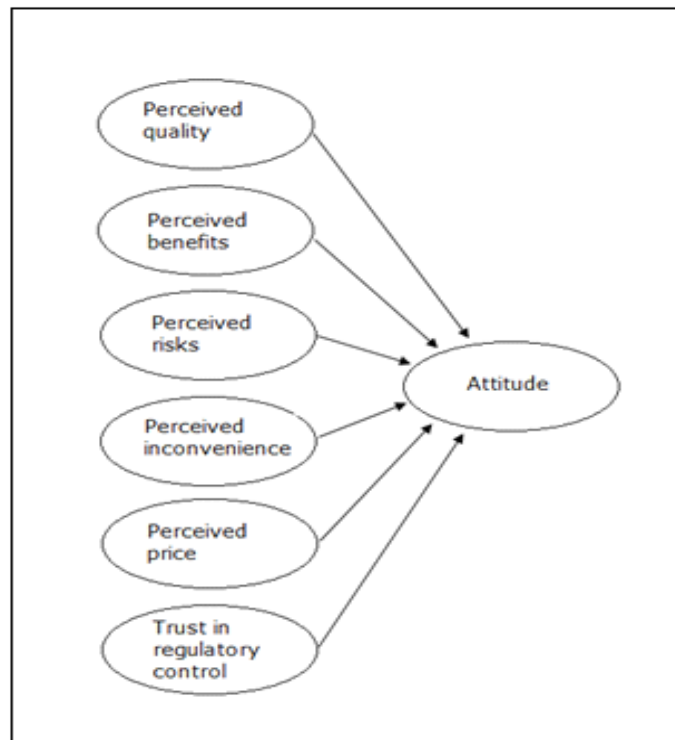 Perceived
quality
Perceived
benefits
Perceived
risks
Attitude
Perceived
inconvenience
Perceived
price
Trust in
regulatory
control